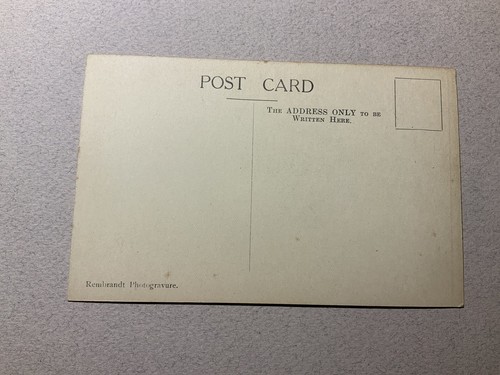 POST CARD
The ADDRESS ONLY to be
Written Here.
Rembrandt Photogravure.